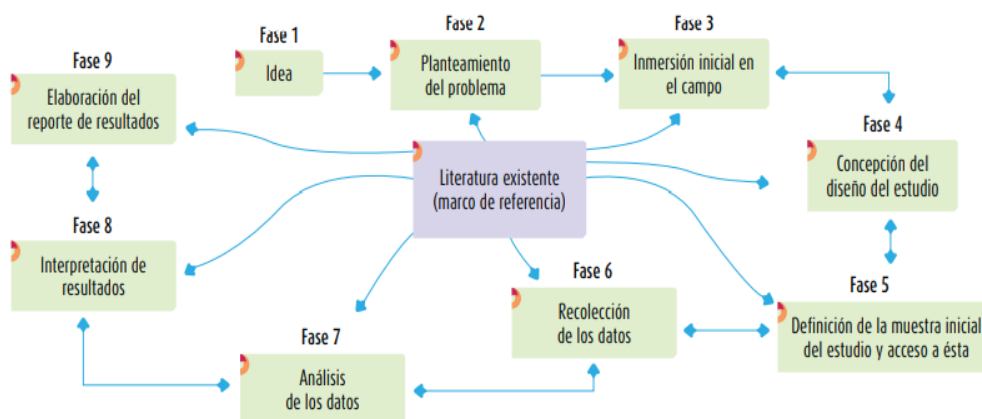 Fase 1
Idea
Fase 2
Planteamiento
del problema
Fase 3
Inmersión inicial en
el campo
Fase 4
Concepción del
diseño del estudio
Fase 5
Definición de la muestra inicial
del estudio y acceso a ésta
Fase 6
Recolección
de los datos
Fase 7
Análisis
de los datos
Fase 8
Interpretación de
resultados
Fase 9
Elaboración del
reporte de resultados
Literatura existente
(marco de referencia)